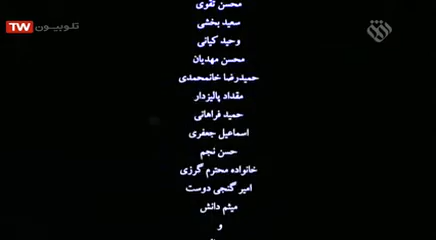 محسن تقوی
TW تلوبیون
افق
سعید بخشی
وحید کیانی
محسن مهدیان
حمیدرضا خانمحمدی
مقداد پالیزدار
حمید فراهانی
اسماعیل جعفری
حسن نجم
خانواده محترم گرزی
امیر گنجی دوست
میثم دانش
و